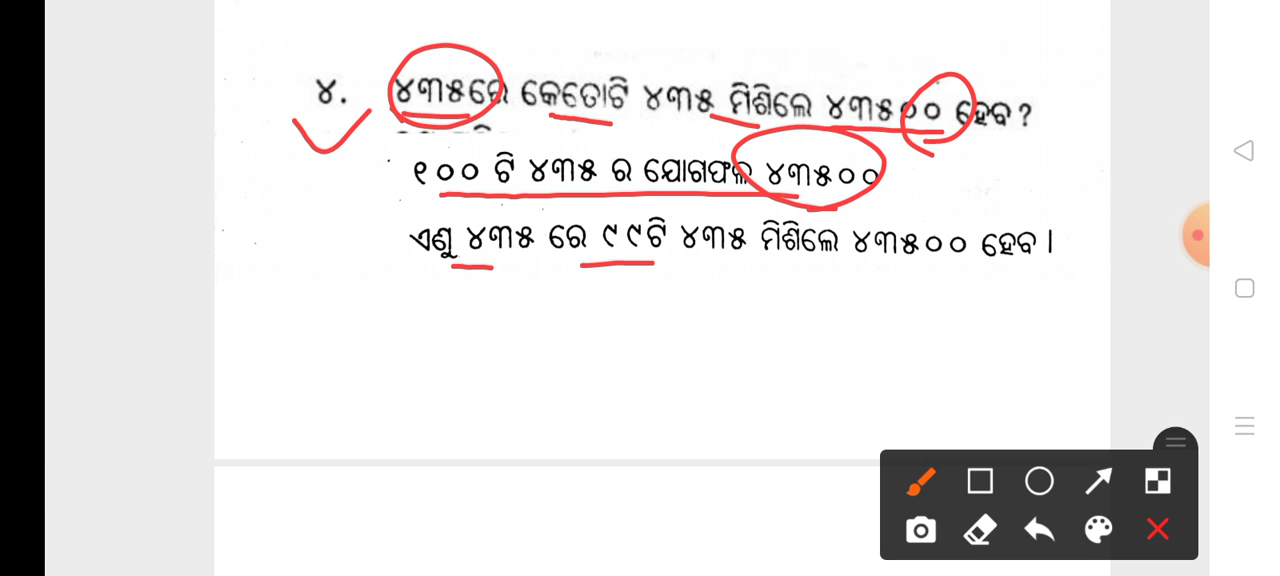 ୪. ୪୩୫ରେ କେତୋଟି ୪୩୫ ମିଶିଲେ ୪୩୫୦୦ ହେବ?
୧୦୦ ଟି ୪୩୫ ର ଯୋଗଫଳ ୪୩୫୦୦
ଏଣୁ ୪୩୫ ରେ ୯୯ଟି ୪୩୫ ମିଶିଲେ ୪୩୫୦୦ ହେବ।